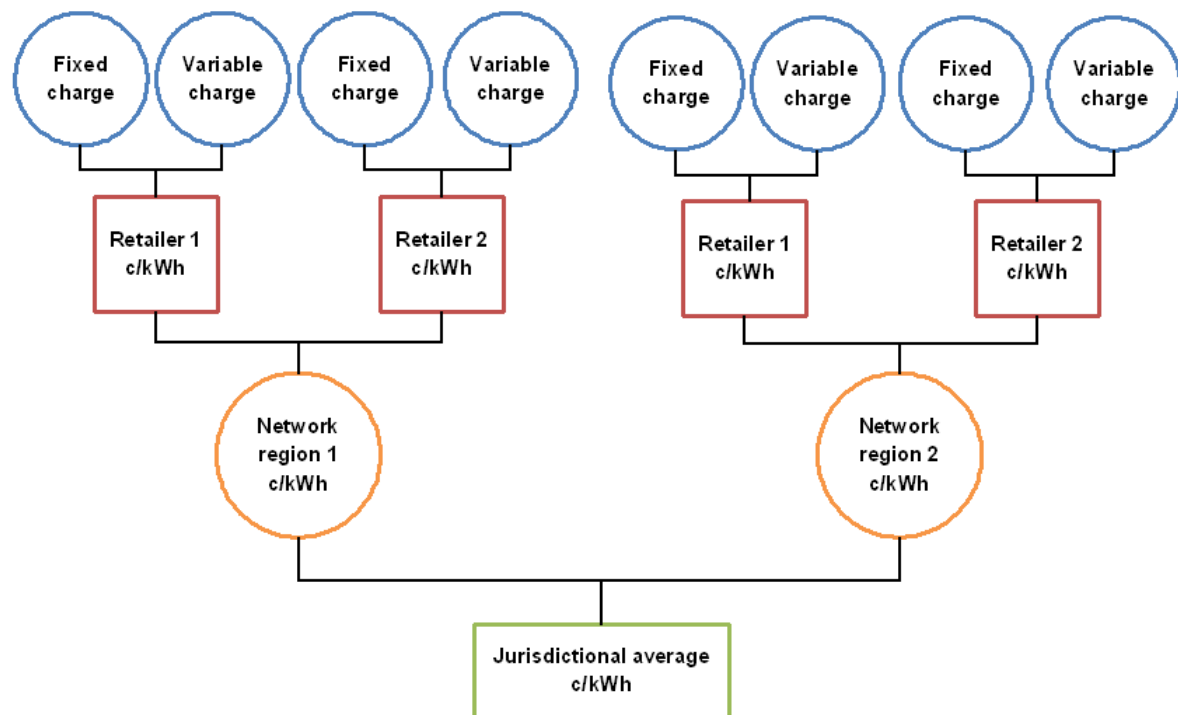 Fixed
charge
Variable
charge
Fixed
charge
Variable
charge
Fixed
charge
Variable
charge
Fixed
charge
Variable
charge
Retailer 1
c/kWh
Retailer 2
c/kWh
Retailer 1
c/kWh
Retailer 2
c/kWh
Network
region 1
c/kWh
Network
region 2
c/kWh
Jurisdictional average
c/kWh